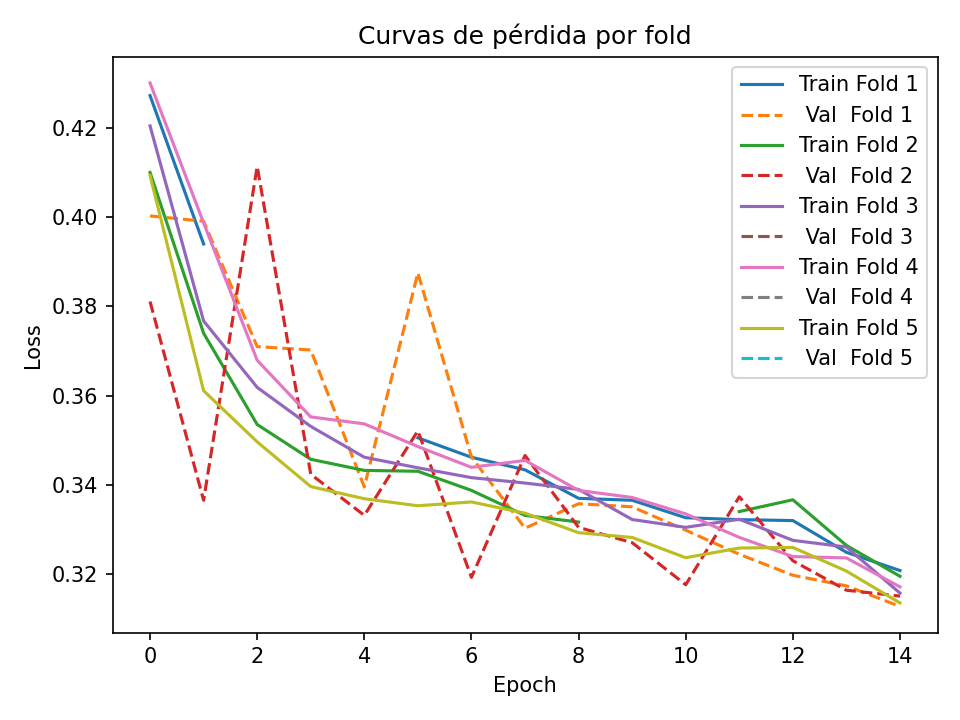 Curvas de pérdida por fold
Loss
0.42
0.40
0.38
0.36
0.34
0.32
Train Fold 1
Val Fold 1
Train Fold 2
Val Fold 2
Train Fold 3
Val Fold 3
Train Fold 4
Val Fold 4
Train Fold 5
Val Fold 5
0 2 4 6 8 10 12 14
Epoch